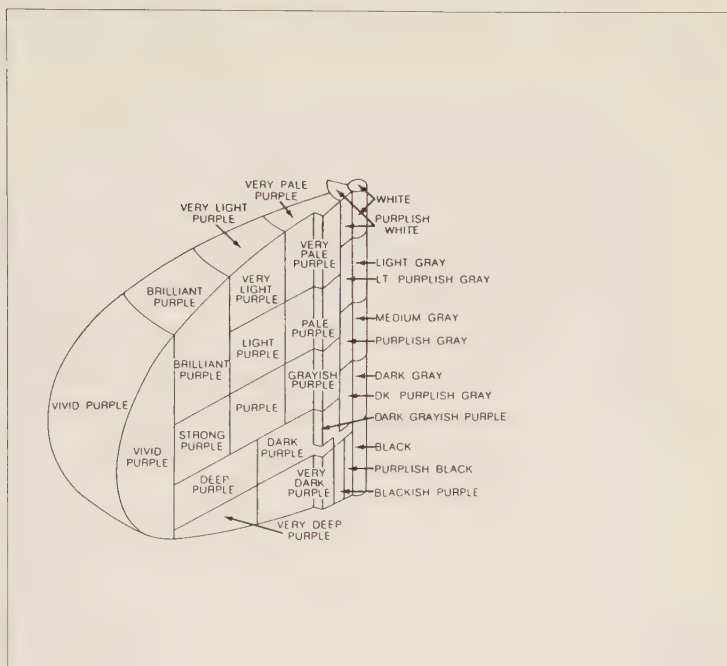 VERY PALE
PURPLE
VERY LIGHT
PURPLE
WHITE
PURPLISH
WHITE
VERY
PALE
PURPLE
LIGHT GRAY
LT PURPLISH GRAY
BRILLIANT
PURPLE
VERY
LIGHT
PURPLE
MEDIUM GRAY
PALE
PURPLE
PURPLISH GRAY
LIGHT
PURPLE
BRILLIANT
PURPLE
GRAYISH
PURPLE
DARK GRAY
DK PURPLISH GRAY
VIVID PURPLE
PURPLE
DARK GRAYISH PURPLE
STRONG
PURPLE
DARK
PURPLE
BLACK
VIVID
PURPLE
DEEP
PURPLE
VERY
DARK
PURPLE
PURPLISH BLACK
BLACKISH PURPLE
VERY DEEP
PURPLE